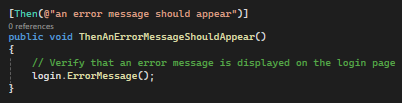 [Then(@"an error message should appear")]
0 references
public void ThenAnErrorMessageShouldAppear()
{
// Verify that an error message is displayed on the login page
login.ErrorMessage();
}